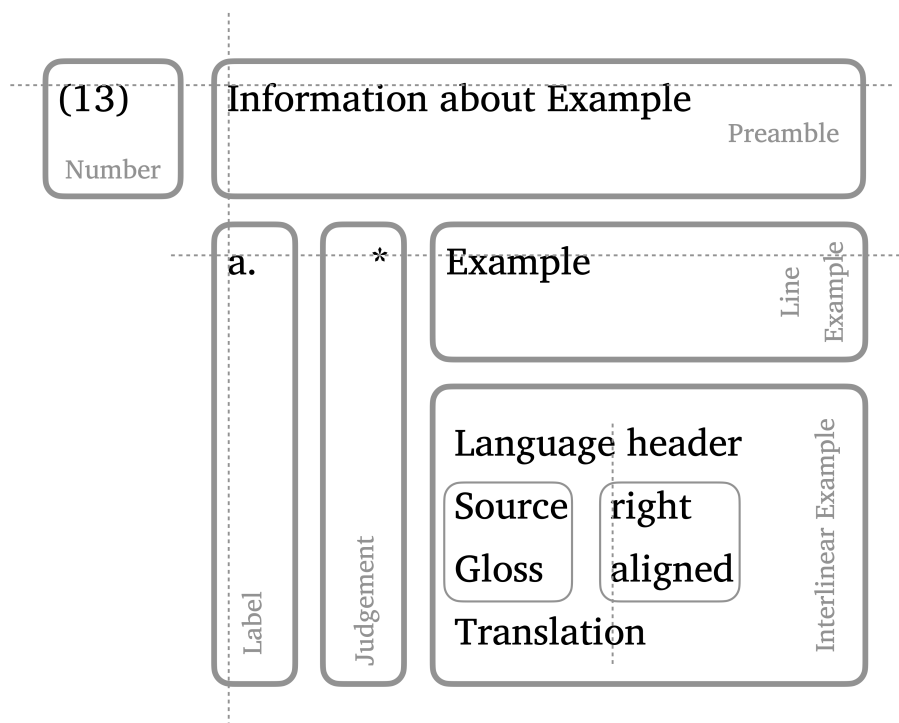 (13)
Number
Information about Example
Preamble
a.
Label
*
Judgement
Example
Line
Example
Language header
Source right
Gloss aligned
Translation
Interlinear Example